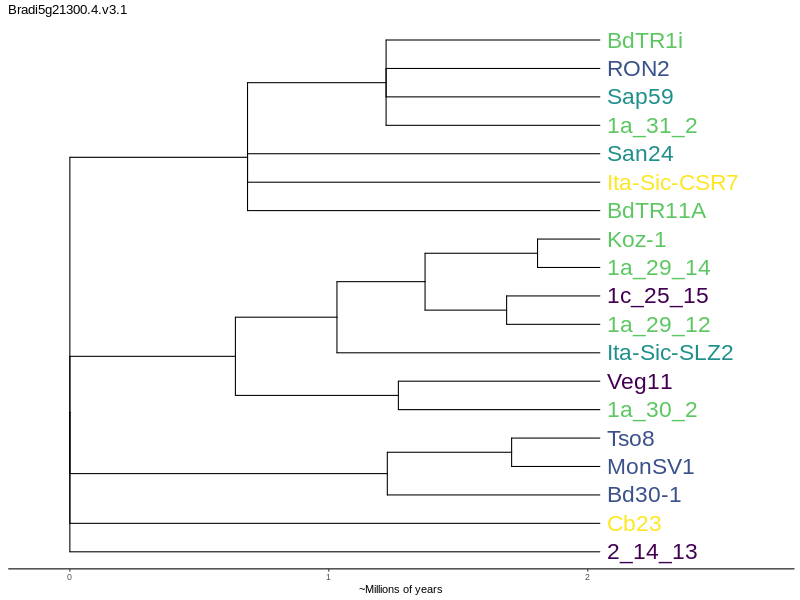 Bradi5g21300.4.v3.1
BdTR1i
RON2
Sap59
1a_31_2
San24
Ita-Sic-CSR7
BdTR11A
Koz-1
1a_29_14
1c_25_15
1a_29_12
Ita-Sic-SLZ2
Veg11
1a_30_2
Tso8
MonSV1
Bd30-1
Cb23
2_14_13
0 1 2
~Millions of years